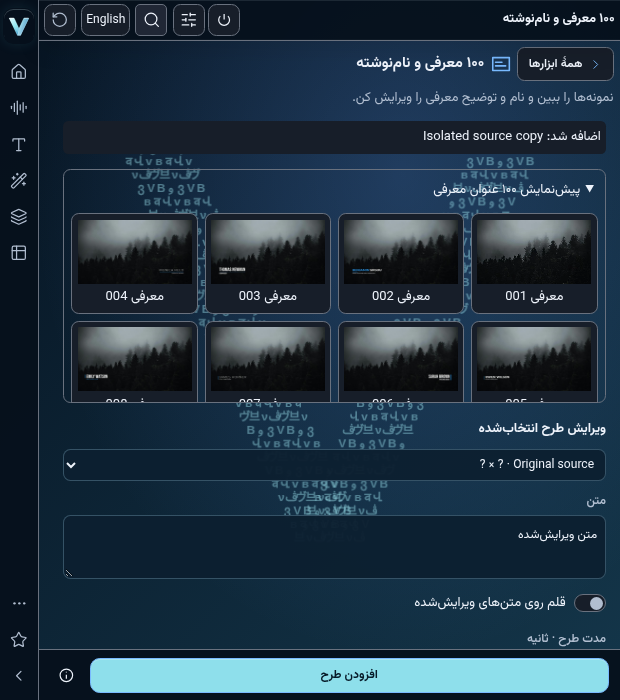 ۱۰۰ معرفی و نام‌نوشته
English
همهٔ ابزارها
۱۰۰ معرفی و نام‌نوشته
نمونه‌ها را ببین و نام و توضیح معرفی را ویرایش کن.
اضافه شد: Isolated source copy
▼ پیش‌نمایش ۱۰۰ عنوان معرفی
معرفی 001
معرفی 002
معرفی 003
معرفی 004
ویرایش طرح انتخاب‌شده
Original source · ? × ?
متن
متن ویرایش‌شده
قلم روی متن‌های ویرایش‌شده
مدت طرح · ثانیه
افزودن طرح